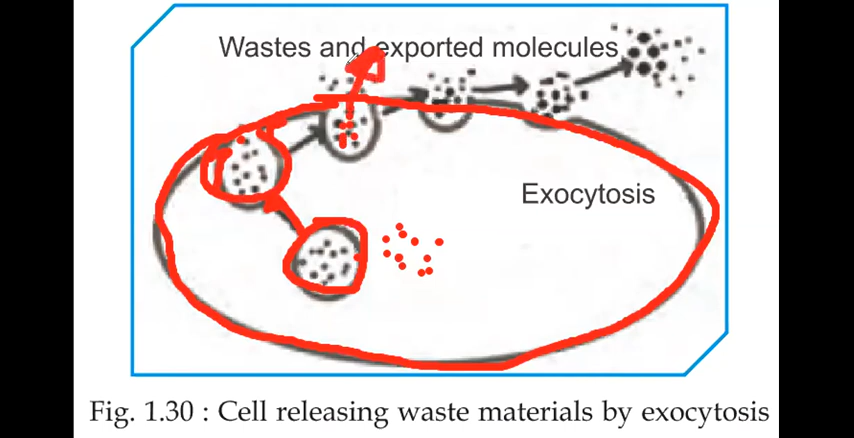 Wastes and exported molecules
Exocytosis
Fig. 1.30 : Cell releasing waste materials by exocytosis